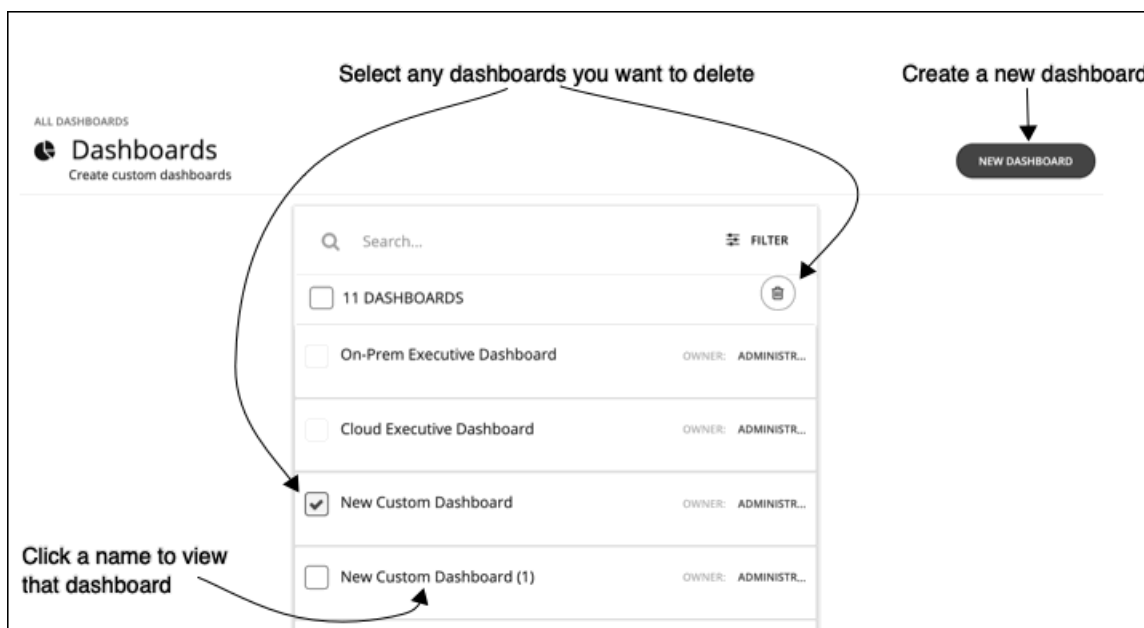 Select any dashboards you want to delete
Create a new dashboard
ALL DASHBOARDS
Dashboards
Create custom dashboards
NEW DASHBOARD
Search...
FILTER
11 DASHBOARDS
On-Prem Executive Dashboard OWNER: ADMINISTR...
Cloud Executive Dashboard OWNER: ADMINISTR...
New Custom Dashboard OWNER: ADMINISTR...
Click a name to view
that dashboard
New Custom Dashboard (1) OWNER: ADMINISTR...